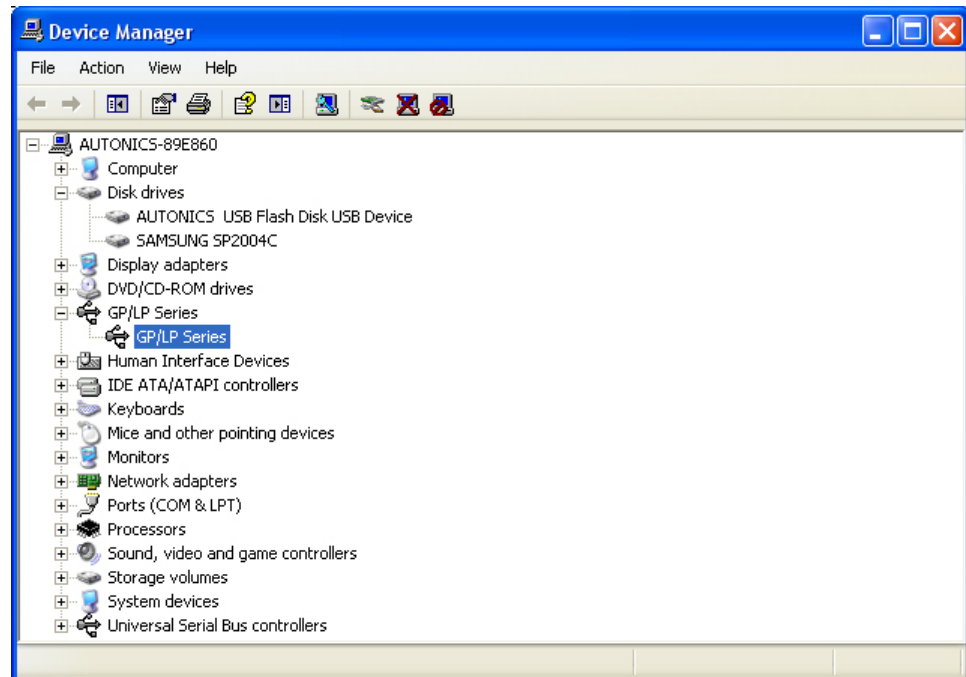 Device Manager
File Action View Help
AUTONICS-89E860
Computer
Disk drives
AUTONICS USB Flash Disk USB Device
SAMSUNG SP2004C
Display adapters
DVD/CD-ROM drives
GP/LP Series
GP/LP Series
Human Interface Devices
IDE ATA/ATAPI controllers
Keyboards
Mice and other pointing devices
Monitors
Network adapters
Ports (COM & LPT)
Processors
Sound, video and game controllers
Storage volumes
System devices
Universal Serial Bus controllers